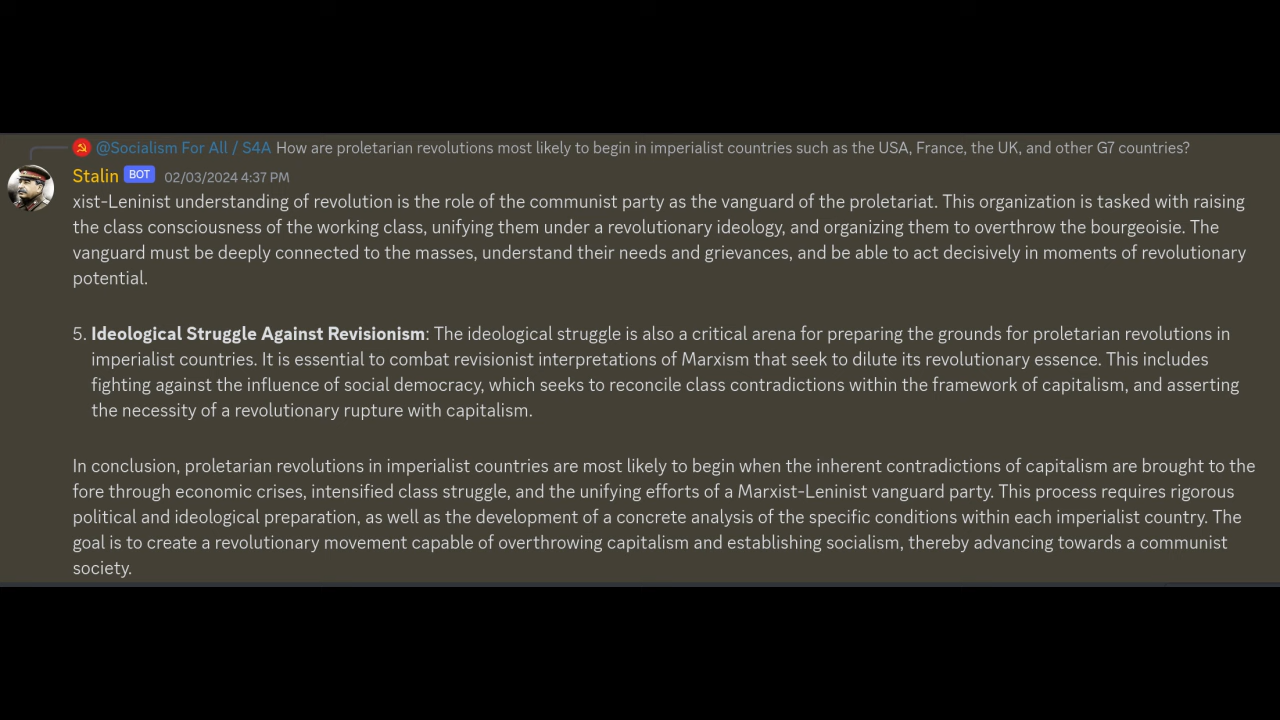 @Socialism For All / S4A How are proletarian revolutions most likely to begin in imperialist countries such as the USA, France, the UK, and other G7 countries?
Stalin BOT 02/03/2024 4:37 PM
xist-Leninist understanding of revolution is the role of the communist party as the vanguard of the proletariat. This organization is tasked with raising
the class consciousness of the working class, unifying them under a revolutionary ideology, and organizing them to overthrow the bourgeoisie. The
vanguard must be deeply connected to the masses, understand their needs and grievances, and be able to act decisively in moments of revolutionary
potential.
5. Ideological Struggle Against Revisionism: The ideological struggle is also a critical arena for preparing the grounds for proletarian revolutions in
imperialist countries. It is essential to combat revisionist interpretations of Marxism that seek to dilute its revolutionary essence. This includes
fighting against the influence of social democracy, which seeks to reconcile class contradictions within the framework of capitalism, and asserting
the necessity of a revolutionary rupture with capitalism.
In conclusion, proletarian revolutions in imperialist countries are most likely to begin when the inherent contradictions of capitalism are brought to the
fore through economic crises, intensified class struggle, and the unifying efforts of a Marxist-Leninist vanguard party. This process requires rigorous
political and ideological preparation, as well as the development of a concrete analysis of the specific conditions within each imperialist country. The
goal is to create a revolutionary movement capable of overthrowing capitalism and establishing socialism, thereby advancing towards a communist
society.